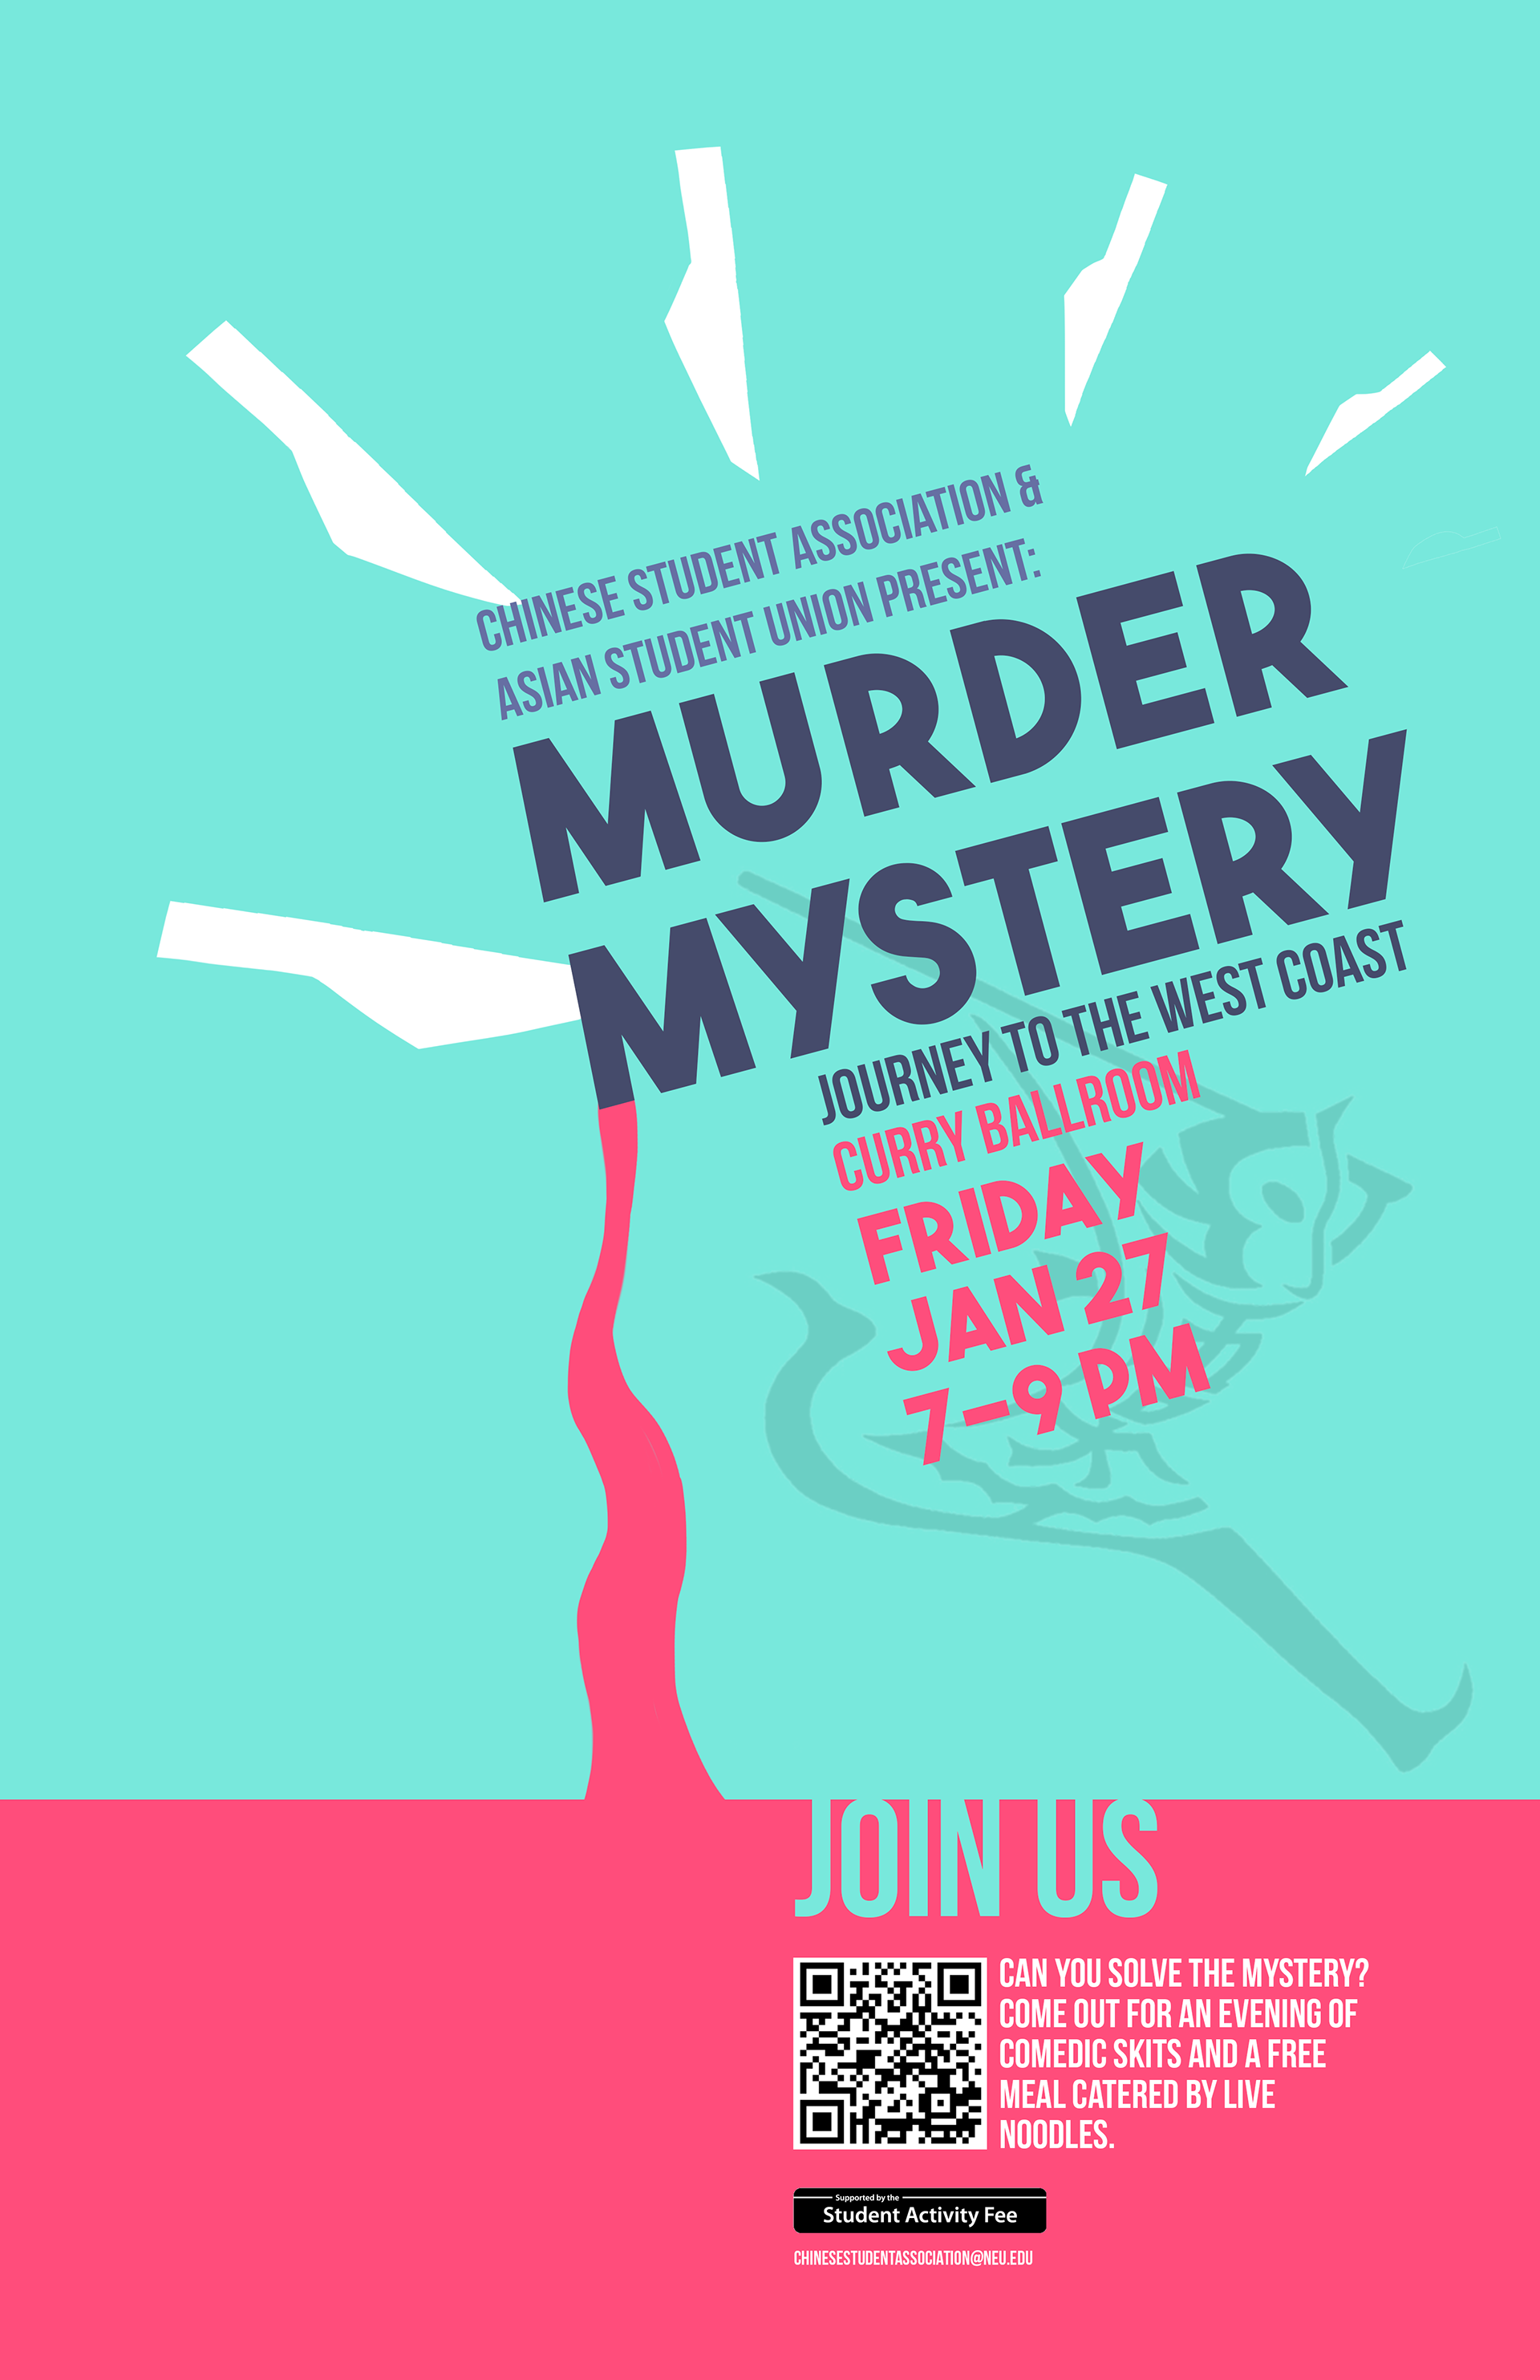 CHINESE STUDENT ASSOCIATION &
ASIAN STUDENT UNION PRESENT:
MURDER
MYSTERY
JOURNEY TO THE WEST COAST
CURRY BALLROOM
FRIDAY
JAN 27
7–9 PM
JOIN US
CAN YOU SOLVE THE MYSTERY?
COME OUT FOR AN EVENING OF
COMEDIC SKITS AND A FREE
MEAL CATERED BY LIVE
NOODLES.
Supported by the
Student Activity Fee
CHINESESTUDENTASSOCIATION@NEU.EDU